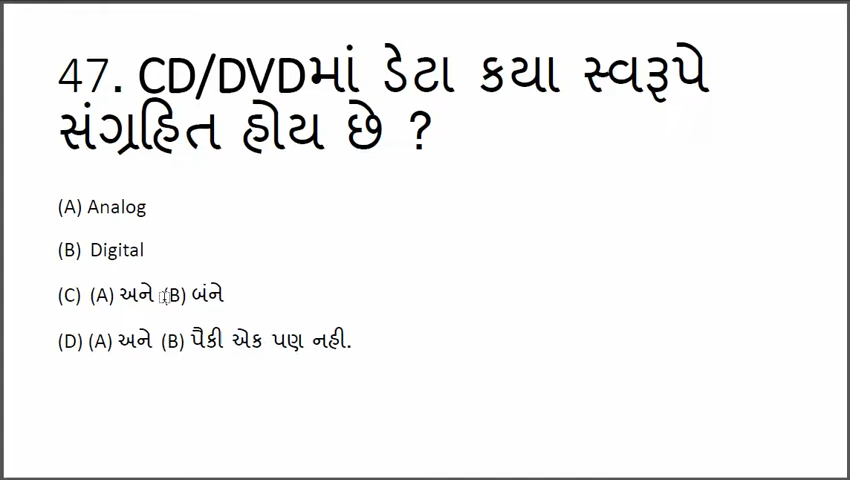 47. CD/DVDમાં ડેટા કયા સ્વરૂપે
સંગ્રહિત હોય છે ?
(A) Analog
(B) Digital
(C) (A) અને (B) બંને
(D) (A) અને (B) પૈકી એક પણ નહી.